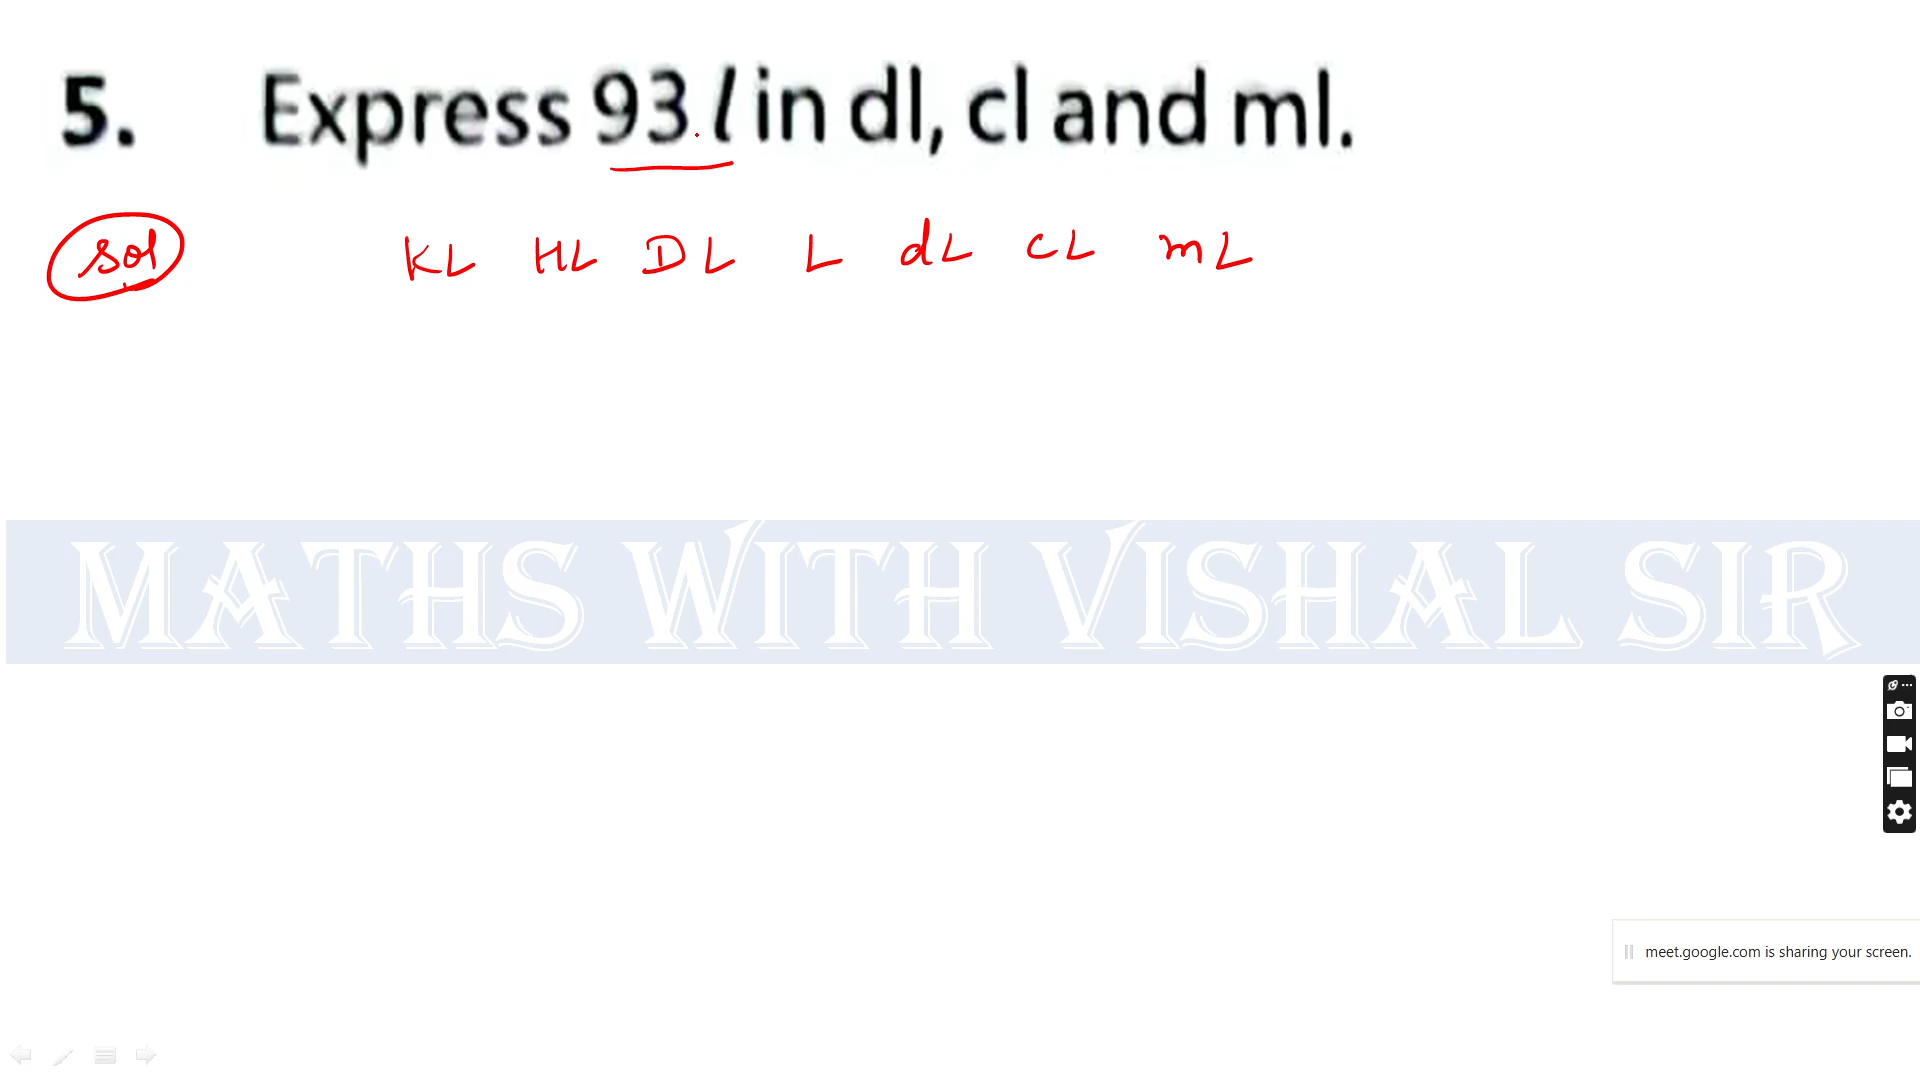 5. Express 93 l in dl, cl and ml.
sol KL HL DL L dL CL mL
MATHS WITH VISHAL SIR
meet.google.com is sharing your screen.